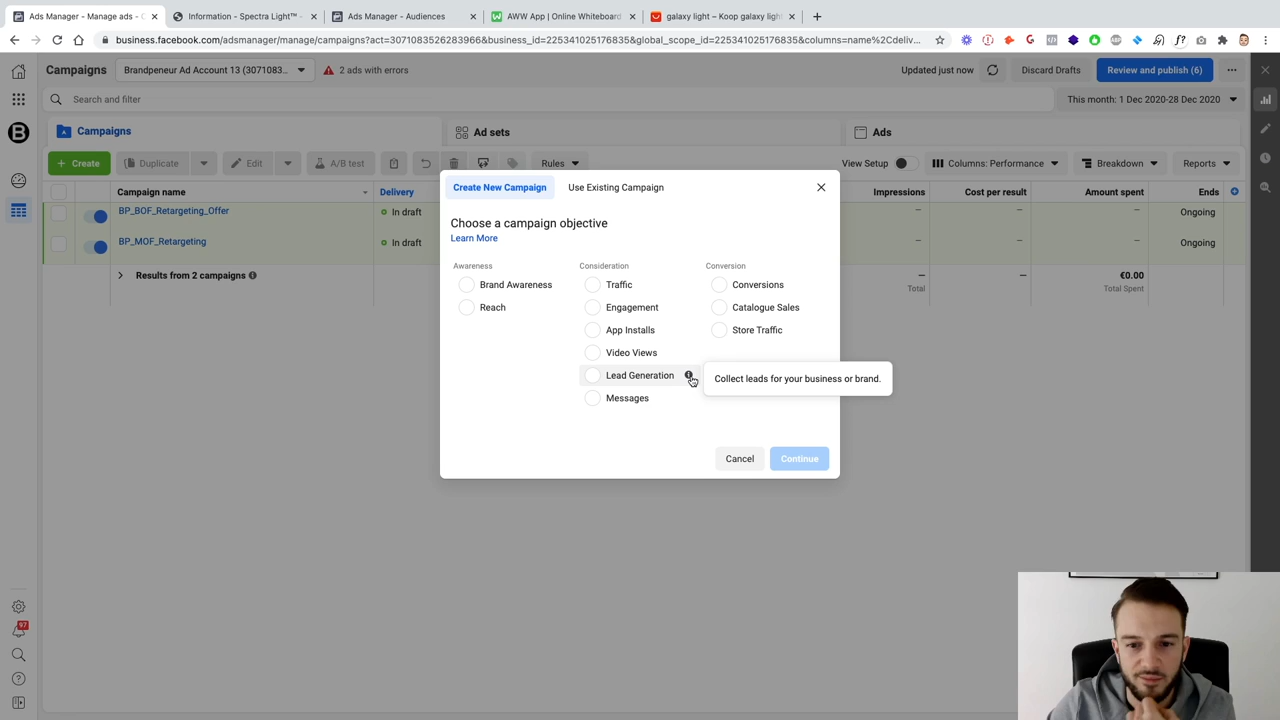 Ads Manager - Manage ads - C
Information - Spectra Light™ -
Ads Manager - Audiences
AWW App | Online Whiteboard
galaxy light – Koop galaxy ligh
business.facebook.com/adsmanager/manage/campaigns?act=3071083526283966&business_id=225341025176835&global_scope_id=225341025176835&columns=name%2Cdeliv...
Campaigns
Brandpeneur Ad Account 13 (3071083...
2 ads with errors
Updated just now
Discard Drafts
Review and publish (6)
Search and filter
This month: 1 Dec 2020-28 Dec 2020
Campaigns
Ad sets
Ads
+ Create
Duplicate
Edit
A/B test
Rules
View Setup
Columns: Performance
Breakdown
Reports
Campaign name
Delivery
Impressions
Cost per result
Amount spent
Ends
BP_BOF_Retargeting_Offer
In draft
—
—
—
Ongoing
BP_MOF_Retargeting
In draft
—
—
—
Ongoing
Results from 2 campaigns
—
Total
—
€0.00
Total Spent
Create New Campaign
Use Existing Campaign
Choose a campaign objective
Learn More
Awareness
Brand Awareness
Reach
Consideration
Traffic
Engagement
App Installs
Video Views
Lead Generation
Messages
Conversion
Conversions
Catalogue Sales
Store Traffic
Collect leads for your business or brand.
Cancel
Continue
97